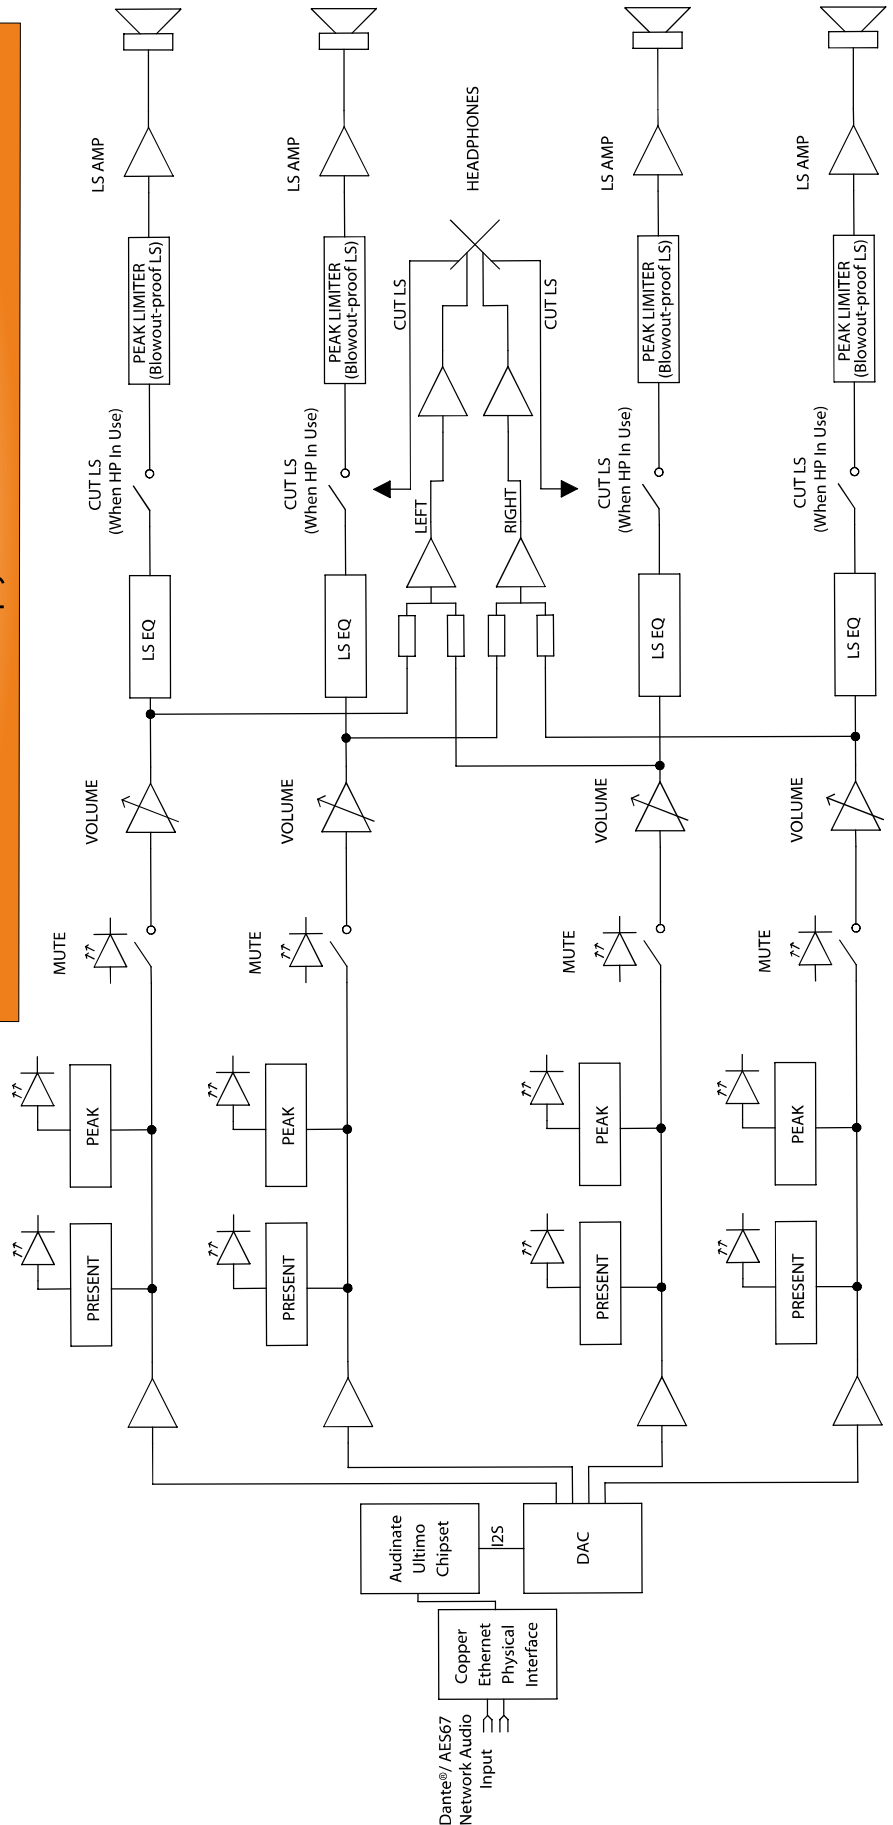 Dante®/ AES67
Network Audio
Input
Copper
Ethernet
Physical
Interface
Audinate
Ultimo
Chipset
I2S
DAC
PRESENT
PEAK
MUTE
VOLUME
LS EQ
CUT LS
(When HP In Use)
PEAK LIMITER
(Blowout-proof LS)
LS AMP
PRESENT
PEAK
MUTE
VOLUME
LS EQ
CUT LS
(When HP In Use)
PEAK LIMITER
(Blowout-proof LS)
LS AMP
LEFT
CUT LS
HEADPHONES
RIGHT
CUT LS
PRESENT
PEAK
MUTE
VOLUME
LS EQ
CUT LS
(When HP In Use)
PEAK LIMITER
(Blowout-proof LS)
LS AMP
PRESENT
PEAK
MUTE
VOLUME
LS EQ
CUT LS
(When HP In Use)
PEAK LIMITER
(Blowout-proof LS)
LS AMP